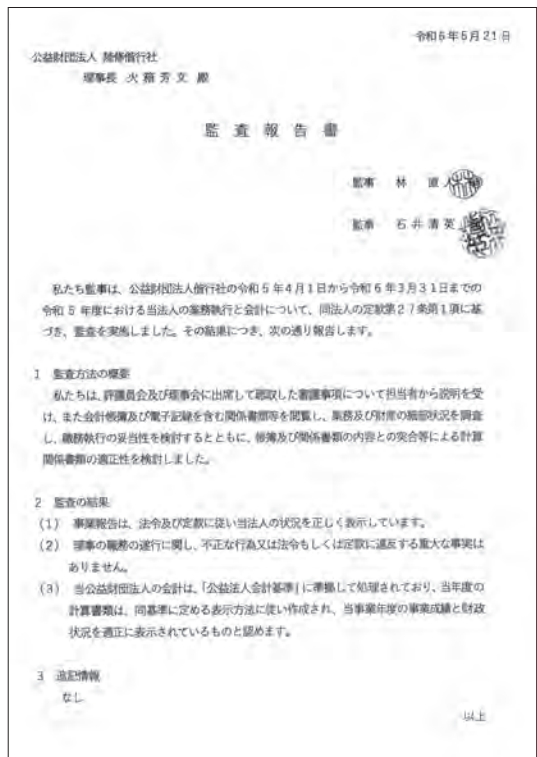 令和6年5月21日
公益財団法人 陸修偕行社
理事長 火箱芳文 殿
監査報告書
監事 林 直人
監事 石井清英
私たち監事は、公益財団法人偕行社の令和5年4月1日から令和6年3月31日までの
令和5年度における当法人の業務執行と会計について、同法人の定款第27条第1項に基
づき、監査を実施しました。その結果につき、次の通り報告します。
1 監査方法の概要
私たちは、評議員会及び理事会に出席して聴取した審議事項について担当者から説明を受
け、また会計帳簿及び電子記録を含む関係書類等を閲覧し、業務及び財産の細部状況を調査
し、職務執行の妥当性を検討するとともに、帳簿及び関係書類の内容との突合等による計算
関係書類の適正性を検討しました。
2 監査の結果
(1) 事業報告は、法令及び定款に従い当法人の状況を正しく表示しています。
(2) 理事の職務の遂行に関し、不正な行為又は法令もしくは定款に違反する重大な事実は
ありません。
(3) 当公益財団法人の会計は、「公益法人会計基準」に準拠して処理されており、当年度の
計算書類は、同基準に定める表示方法に従い作成され、当事業年度の事業成績と財政
状況を適正に表示されているものと認めます。
3 追記情報
なし
以上